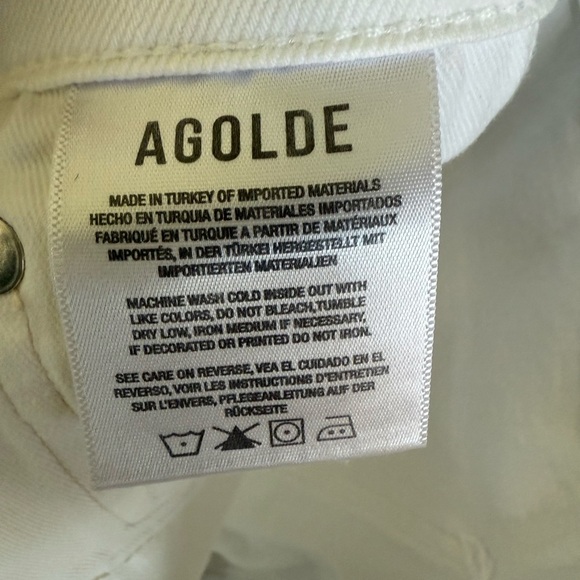 AGOLDE
MADE IN TURKEY OF IMPORTED MATERIALS
HECHO EN TURQUIA DE MATERIALES IMPORTADOS
FABRIQUÉ EN TURQUIE A PARTIR DE MATÉRIAUX
IMPORTÉS, IN DER TÜRKEI HERGESTELLT MIT
IMPORTIERTEN MATERIALIEN
MACHINE WASH COLD INSIDE OUT WITH
LIKE COLORS, DO NOT BLEACH,TUMBLE
DRY LOW, IRON MEDIUM IF NECESSARY,
IF DECORATED OR PRINTED DO NOT IRON.
SEE CARE ON REVERSE, VEA EL CUIDADO EN EL
REVERSO, VOIR LES INSTRUCTIONS D'ENTRETIEN
SUR L'ENVERS, PFLEGEANLEITUNG AUF DER
RÜCKSEITE